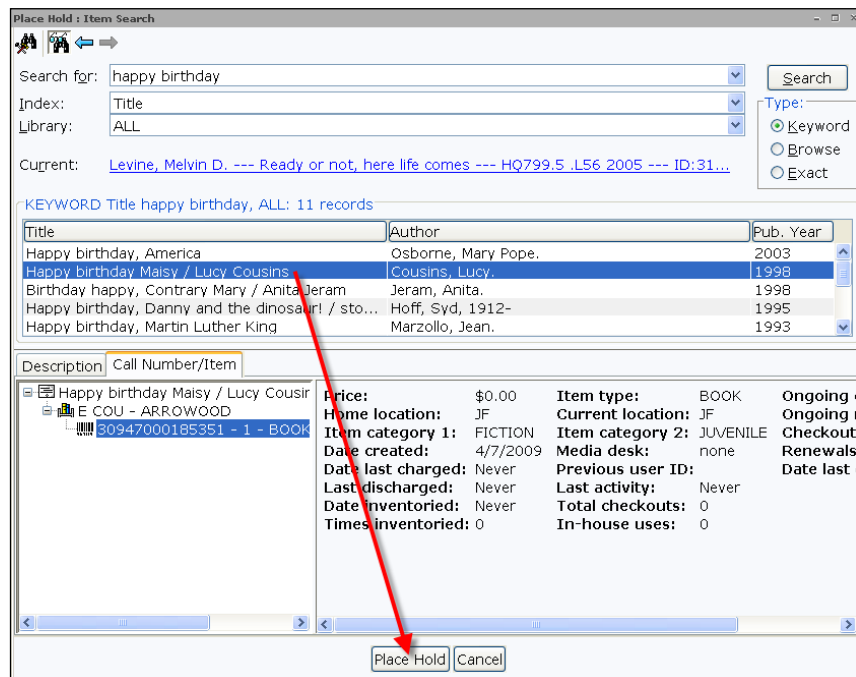 Place Hold : Item Search
Search for: happy birthday Search
Index: Title Type:
Library: ALL Keyword
Browse
Current: Levine, Melvin D. --- Ready or not, here life comes --- HQ799.5 .L56 2005 --- ID:31...
Exact
KEYWORD Title happy birthday, ALL: 11 records
Title Author Pub. Year
Happy birthday, America Osborne, Mary Pope. 2003
Happy birthday Maisy / Lucy Cousins Cousins, Lucy. 1998
Birthday happy, Contrary Mary / Anita Jeram Jeram, Anita. 1998
Happy birthday, Danny and the dinosaur! / sto... Hoff, Syd, 1912- 1995
Happy birthday, Martin Luther King Marzollo, Jean. 1993
Description Call Number/Item
Happy birthday Maisy / Lucy Cousin Price: $0.00 Item type: BOOK Ongoing
E COU - ARROWOOD Home location: JF Current location: JF Ongoing
30947000185351 - 1 - BOOK Item category 1: FICTION Item category 2: JUVENILE Checkout
Date created: 4/7/2009 Media desk: none Renewals
Date last charged: Never Previous user ID: Date last
Last discharged: Never Last activity: Never
Date inventoried: Never Total checkouts: 0
Times inventoried: 0 In-house uses: 0
Place Hold Cancel